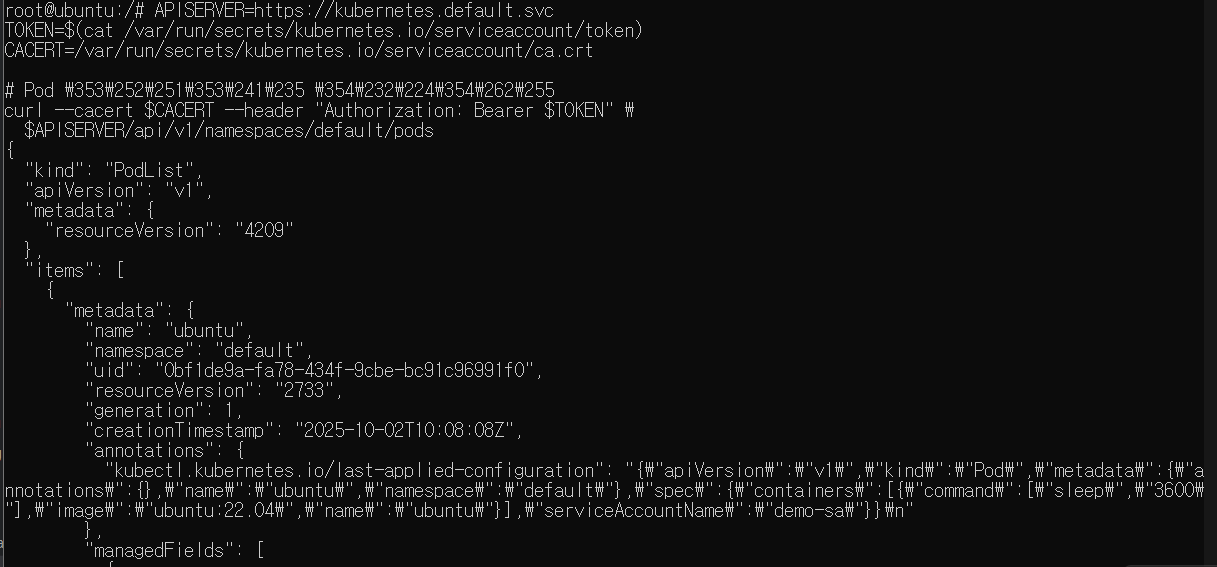 root@ubuntu:/# APISERVER=https://kubernetes.default.svc
TOKEN=$(cat /var/run/secrets/kubernetes.io/serviceaccount/token)
CACERT=/var/run/secrets/kubernetes.io/serviceaccount/ca.crt
# Pod ₩353₩252₩251₩353₩241₩235 ₩354₩232₩224₩354₩262₩255
curl --cacert $CACERT --header "Authorization: Bearer $TOKEN" ₩
$APISERVER/api/v1/namespaces/default/pods
{
"kind": "PodList",
"apiVersion": "v1",
"metadata": {
"resourceVersion": "4209"
},
"items": [
{
"metadata": {
"name": "ubuntu",
"namespace": "default",
"uid": "0bf1de9a-fa78-434f-9cbe-bc91c96991f0",
"resourceVersion": "2733",
"generation": 1,
"creationTimestamp": "2025-10-02T10:08:08Z",
"annotations": {
"kubectl.kubernetes.io/last-applied-configuration": "{₩"apiVersion₩":₩"v1₩",₩"kind₩":₩"Pod₩",₩"metadata₩":{₩"a
nnotations₩":{},₩"name₩":₩"ubuntu₩",₩"namespace₩":₩"default₩"},₩"spec₩":{₩"containers₩":[{₩"command₩":[₩"sleep₩",₩"3600₩
"],₩"image₩":₩"ubuntu:22.04₩",₩"name₩":₩"ubuntu₩"}],₩"serviceAccountName₩":₩"demo-sa₩"}}₩n"
},
"managedFields": [
{